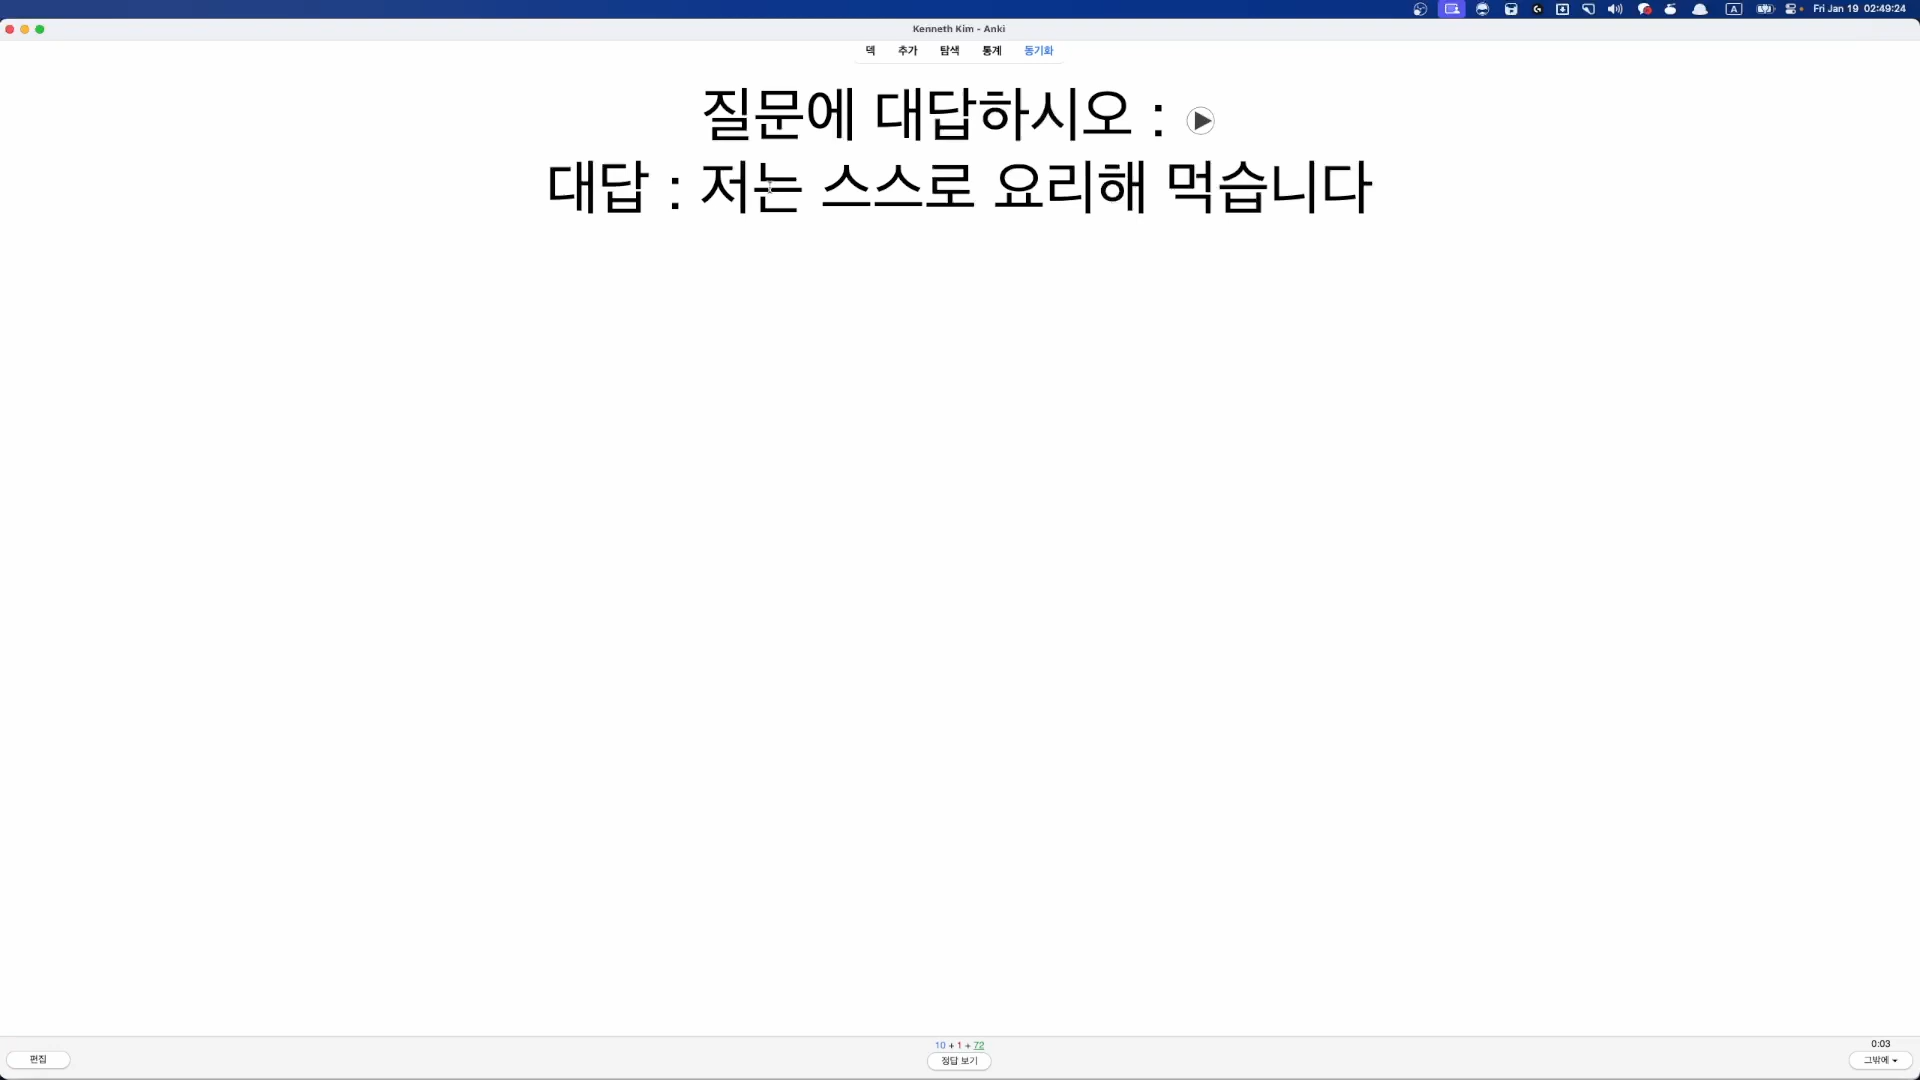 Fri Jan 19 02:49:24
Kenneth Kim - Anki
덱 추가 탐색 통계 동기화
질문에 대답하시오 :
대답 : 저는 스스로 요리해 먹습니다
10 + 1 + 72
0:03
편집 정답 보기 그밖에